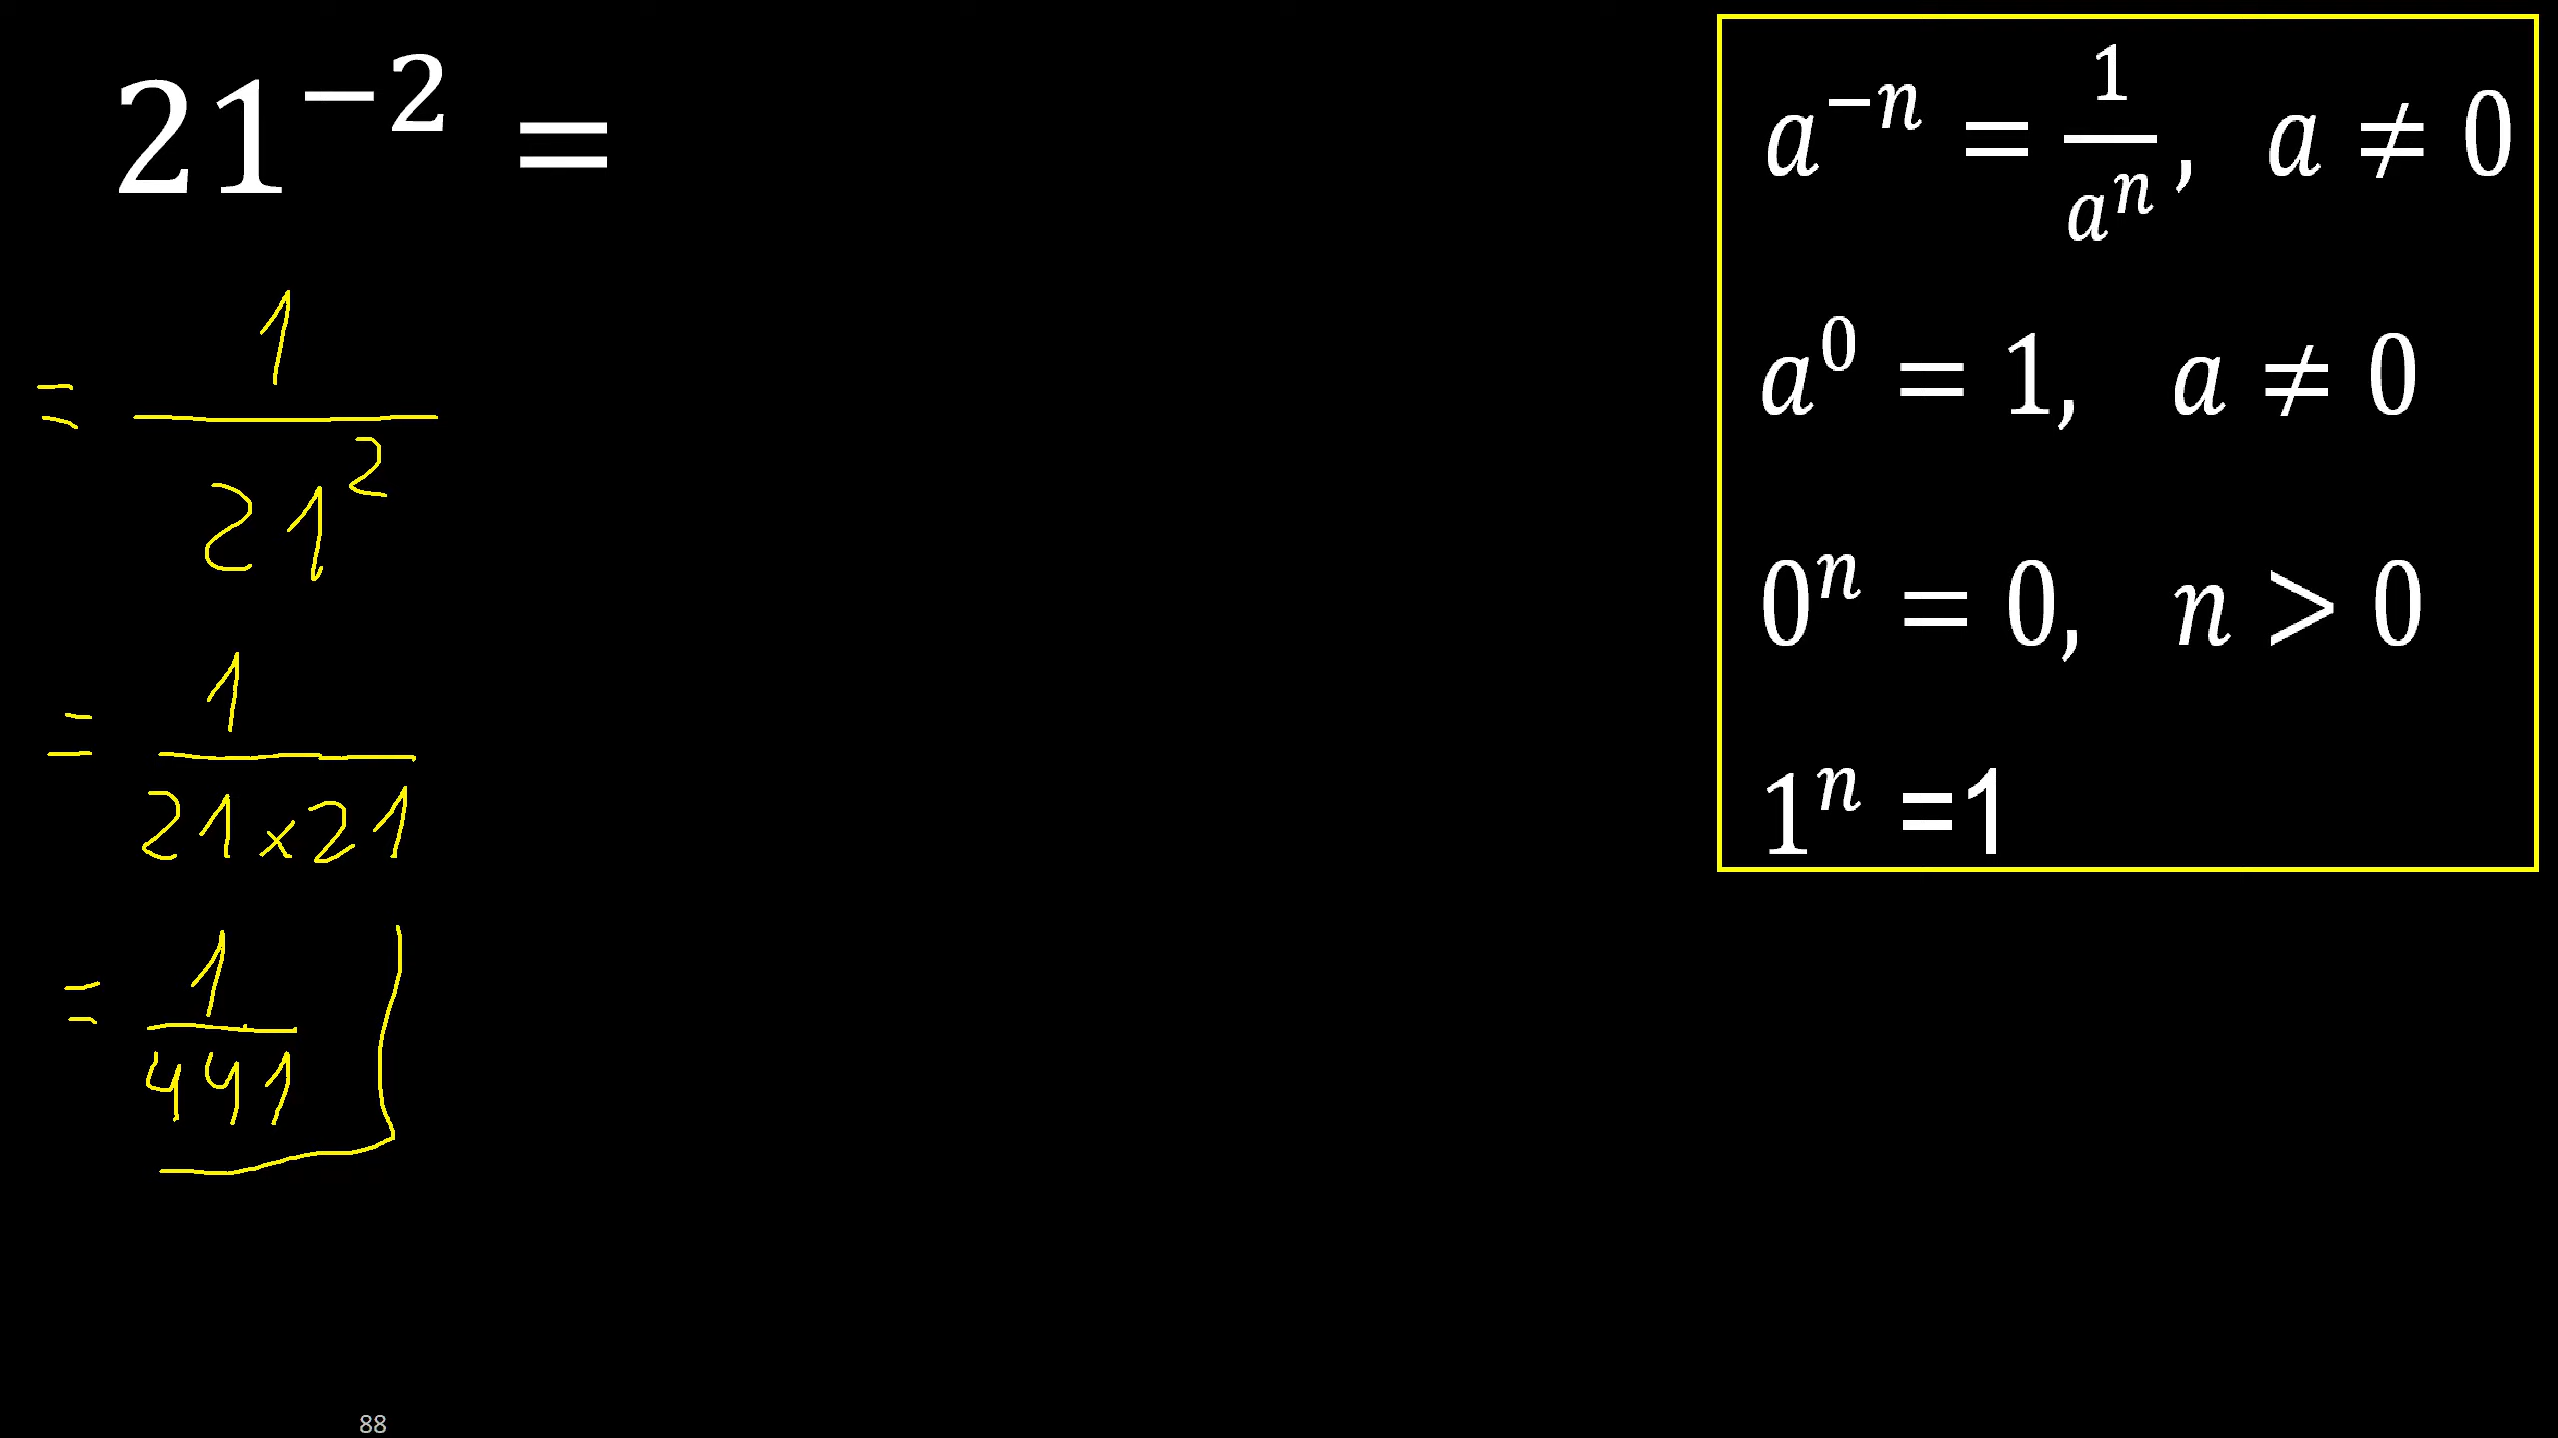 21⁻² =
= 1/21²
= 1/(21×21)
= 1/441
a⁻ⁿ = 1/aⁿ, a ≠ 0
a⁰ = 1, a ≠ 0
0ⁿ = 0, n > 0
1ⁿ =1
88